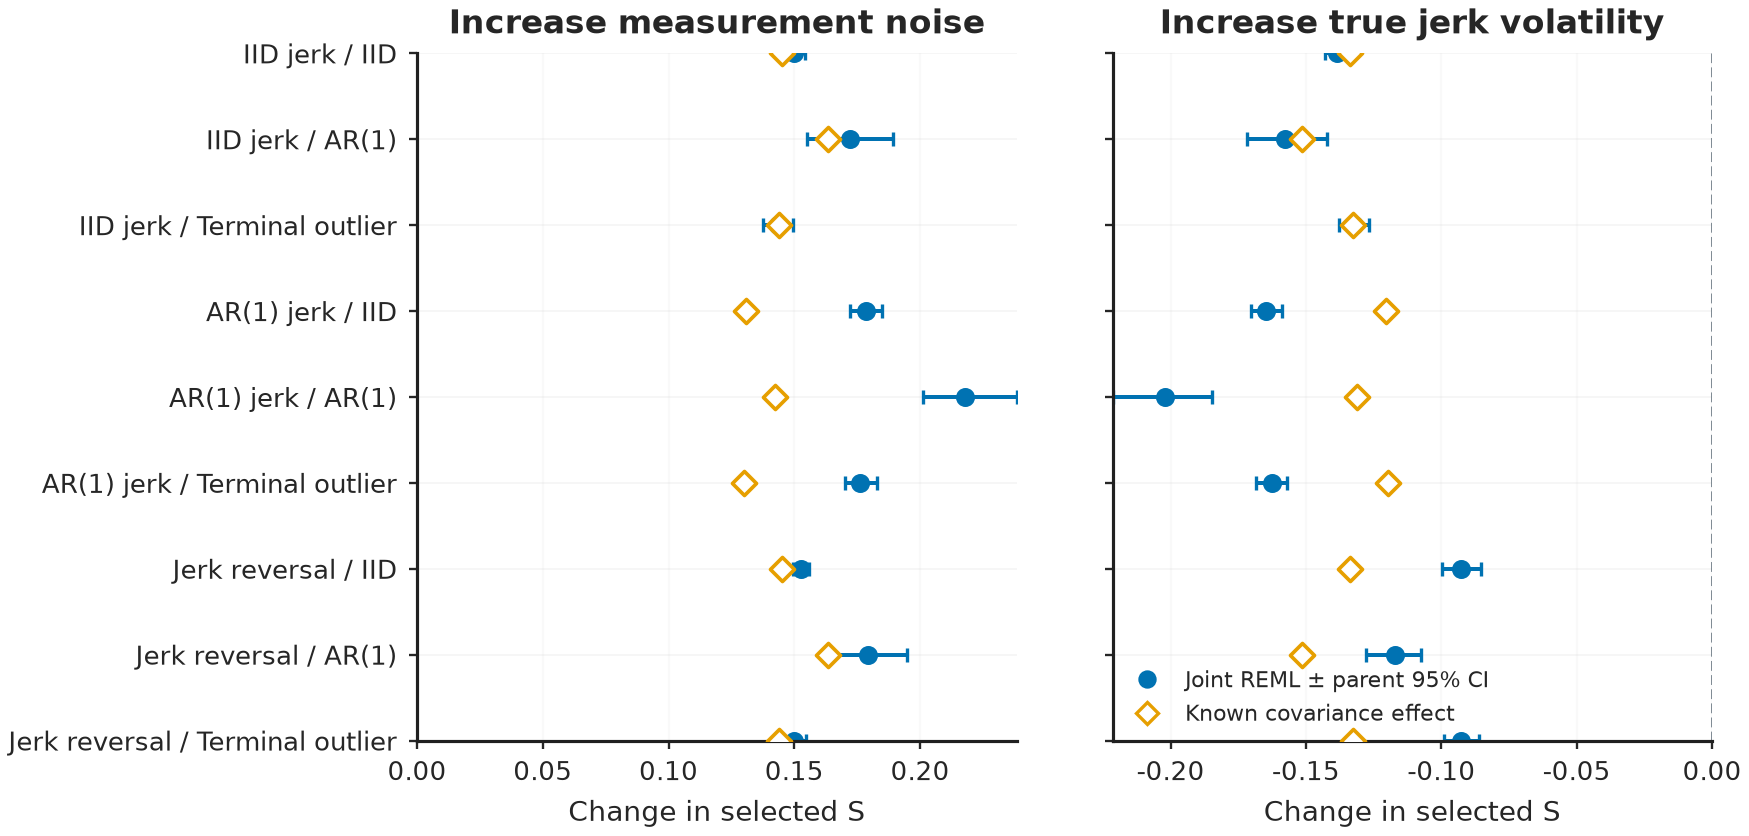 Increase measurement noise
Increase true jerk volatility
IID jerk / IID
IID jerk / AR(1)
IID jerk / Terminal outlier
AR(1) jerk / IID
AR(1) jerk / AR(1)
AR(1) jerk / Terminal outlier
Jerk reversal / IID
Jerk reversal / AR(1)
Jerk reversal / Terminal outlier
Joint REML ± parent 95% CI
Known covariance effect
0.00 0.05 0.10 0.15 0.20
-0.20 -0.15 -0.10 -0.05 0.00
Change in selected S
Change in selected S